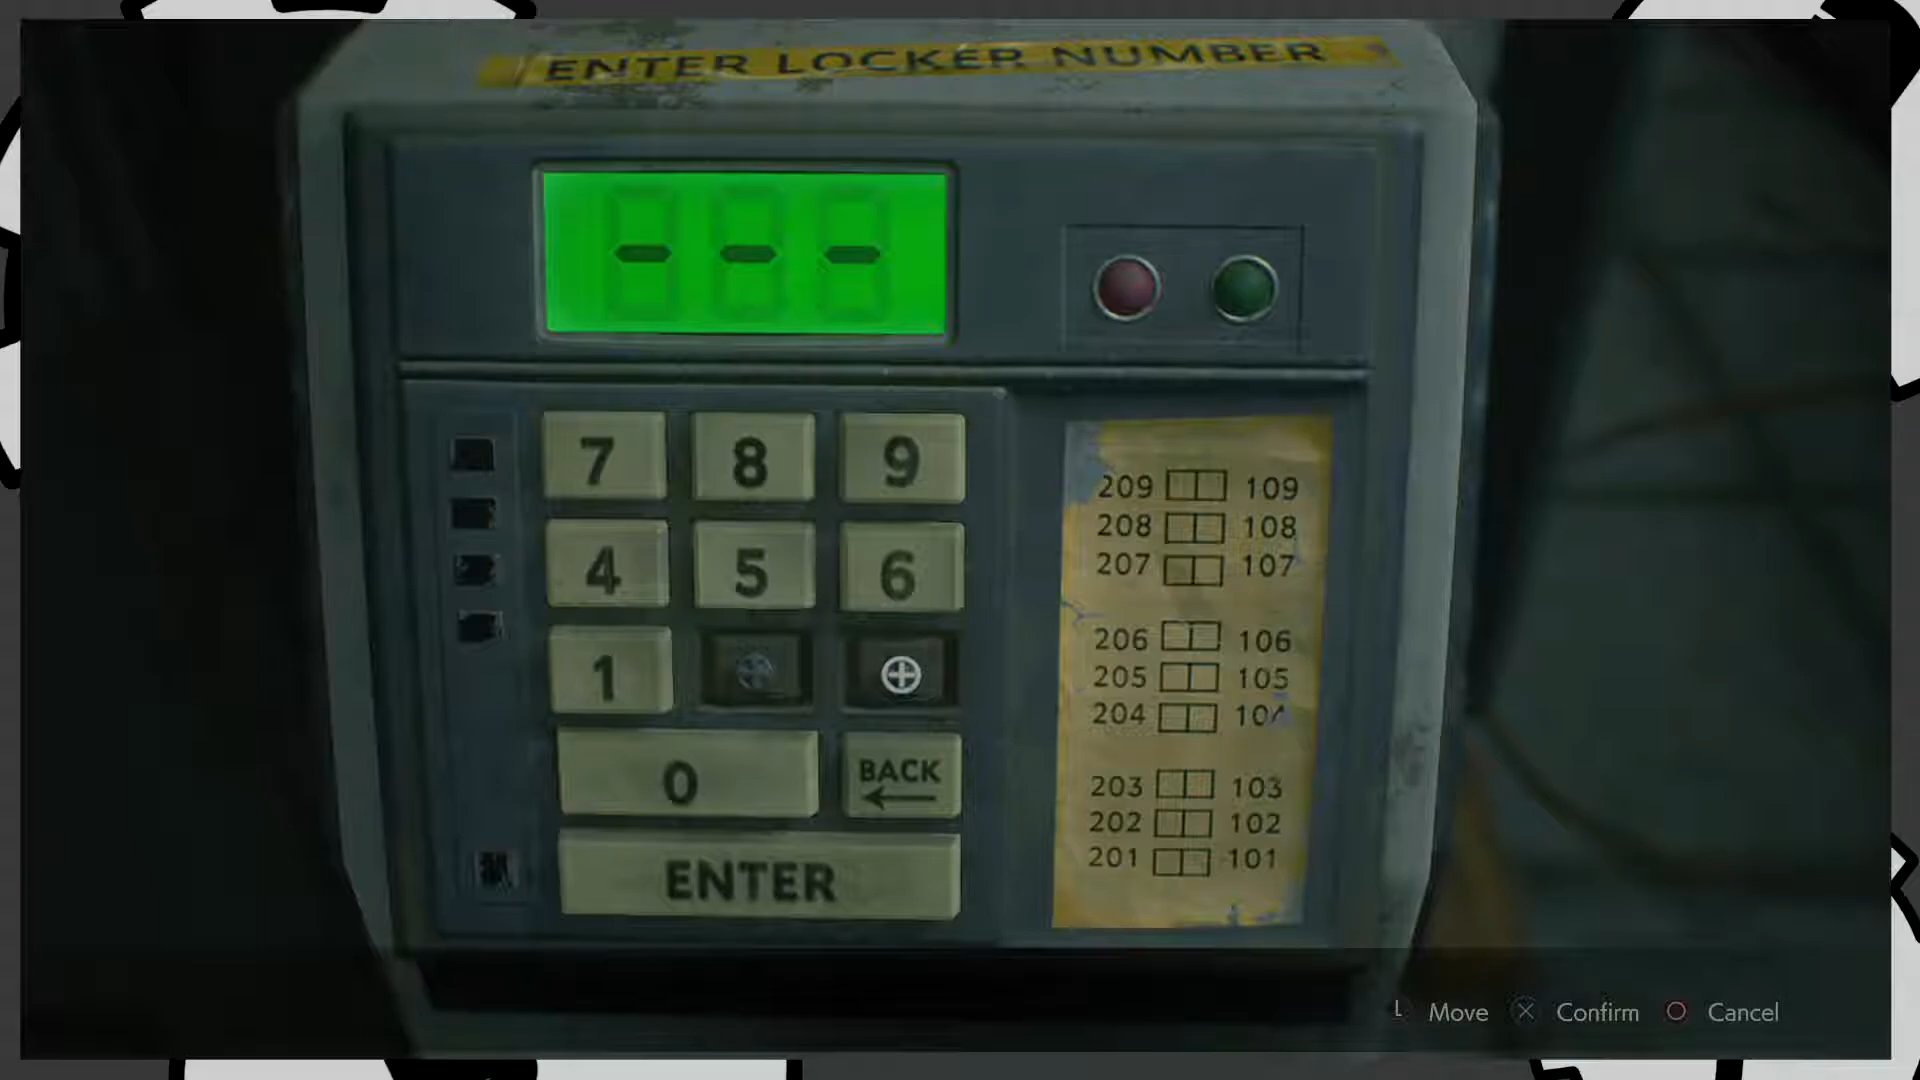 ENTER LOCKER NUMBER
- - -
7 8 9
4 5 6
1
0 BACK
ENTER
209 109
208 108
207 107
206 106
205 105
204 104
203 103
202 102
201 101
L Move Confirm Cancel